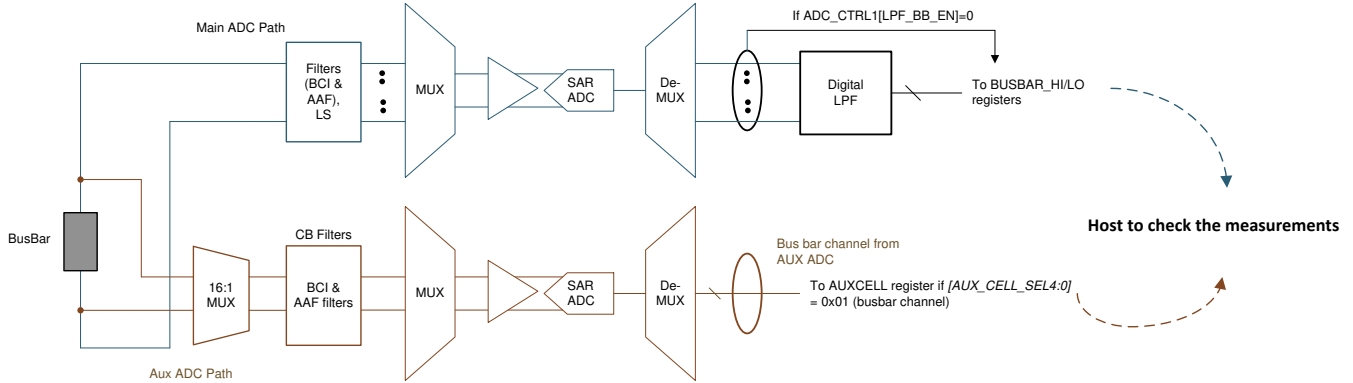 If ADC_CTRL1[LPF_BB_EN]=0
Main ADC Path
Filters
(BCI &
AAF),
LS
MUX
SAR
ADC
De-
MUX
Digital
LPF
To BUSBAR_HI/LO
registers
BusBar
Host to check the measurements
CB Filters
16:1
MUX
BCI &
AAF filters
MUX
SAR
ADC
De-
MUX
Bus bar channel from
AUX ADC
To AUXCELL register if [AUX_CELL_SEL4:0]
= 0x01 (busbar channel)
Aux ADC Path